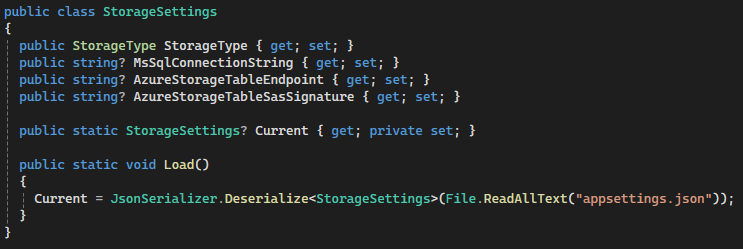 public class StorageSettings
{
  public StorageType StorageType { get; set; }
  public string? MsSqlConnectionString { get; set; }
  public string? AzureStorageTableEndpoint { get; set; }
  public string? AzureStorageTableSasSignature { get; set; }

  public static StorageSettings? Current { get; private set; }

  public static void Load()
  {
    Current = JsonSerializer.Deserialize<StorageSettings>(File.ReadAllText("appsettings.json"));
  }
}